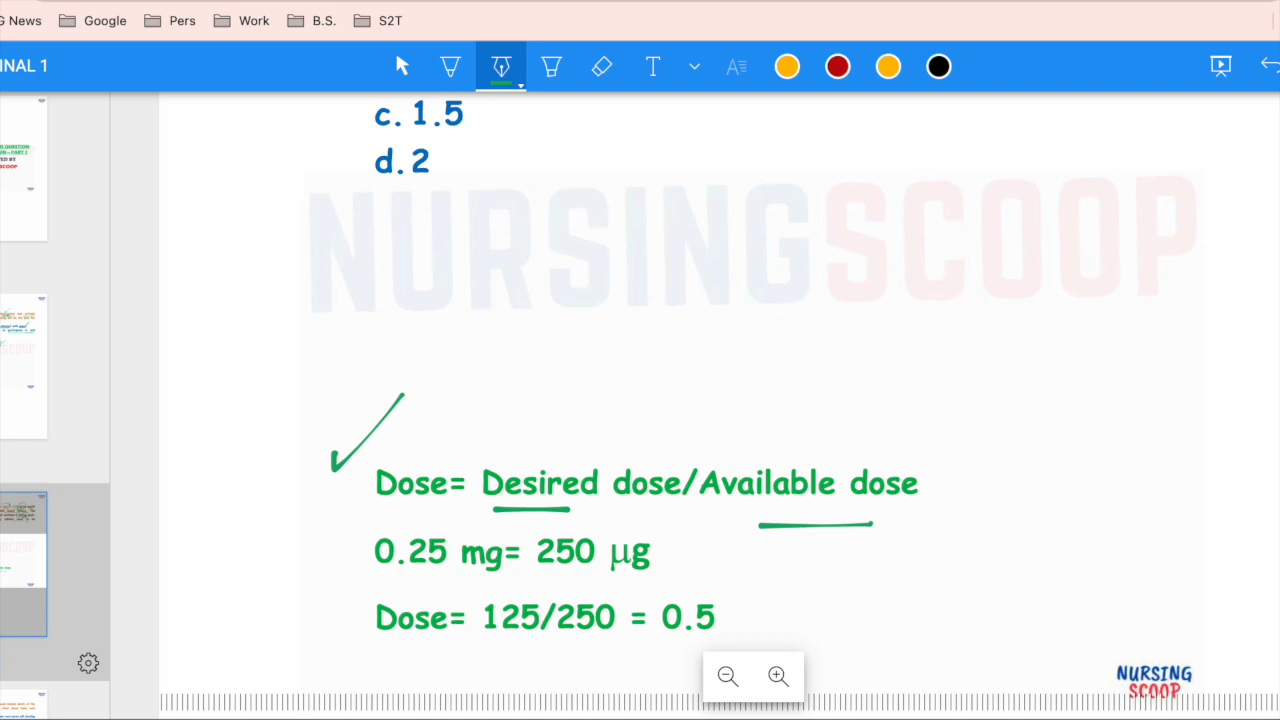 G News Google Pers Work B.S. S2T
INAL 1
T A
c. 1.5
d. 2
NURSINGSCOOP
Dose= Desired dose/Available dose
0.25 mg= 250 µg
Dose= 125/250 = 0.5
NURSING
SCOOP